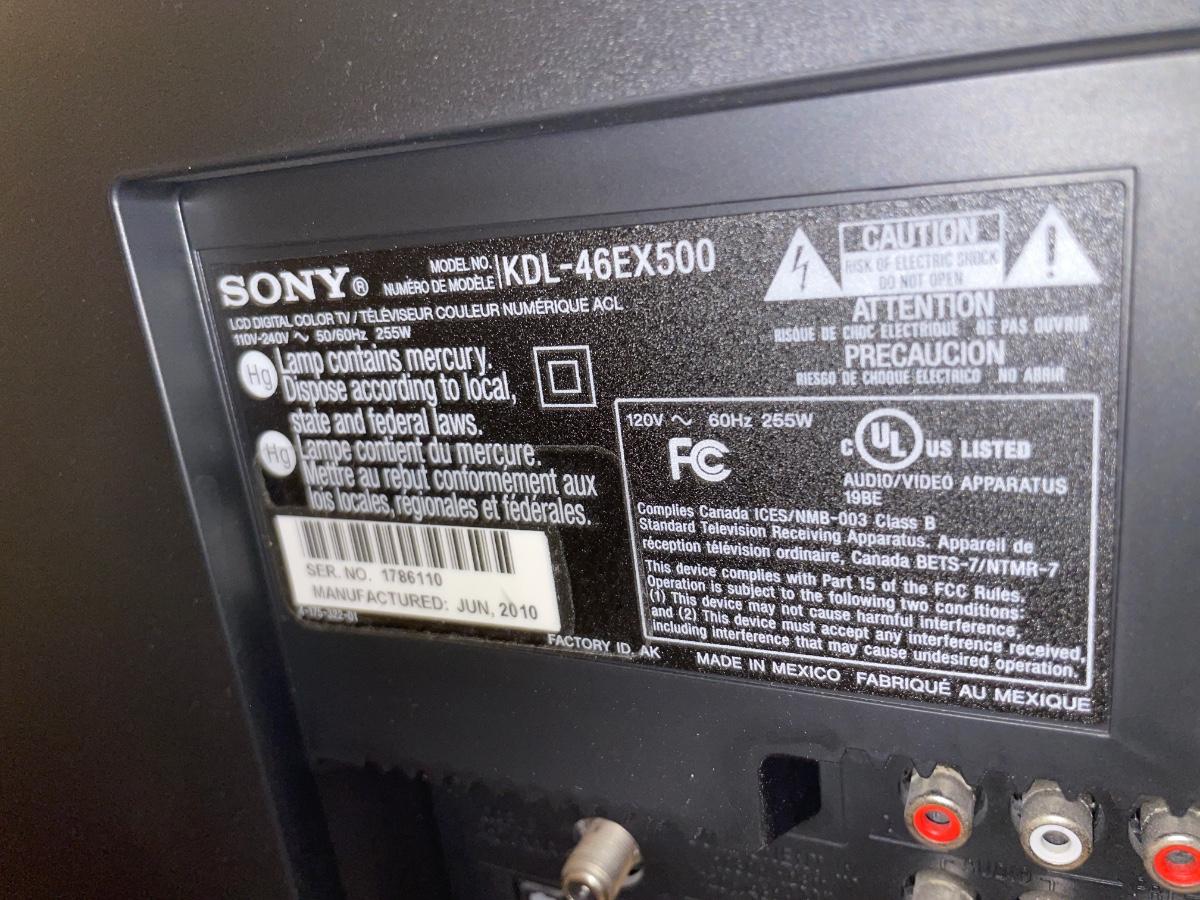 SONY®
MODEL NO.
NUMÉRO DE MODÈLE
KDL-46EX500
LCD DIGITAL COLOR TV / TÉLÉVISEUR COULEUR NUMÉRIQUE ACL
110V-240V ~ 50/60Hz 255W
Hg
Lamp contains mercury.
Dispose according to local,
state and federal laws.
Hg
Lampe contient du mercure.
Mettre au rebut conformément aux
lois locales, régionales et fédérales.
SER. NO. 1786110
MANUFACTURED: JUN, 2010
FACTORY ID, AK
CAUTION
RISK OF ELECTRIC SHOCK
DO NOT OPEN
ATTENTION
RISQUE DE CHOC ELECTRIQUE NE PAS OUVRIR
PRECAUCION
RIESGO DE CHOQUE ELECTRICO NO ABRIR
120V ~ 60Hz 255W
FC
C UL US LISTED
AUDIO/VIDEO APPARATUS
19BE
Complies Canada ICES/NMB-003 Class B
Standard Television Receiving Apparatus. Appareil de
réception télévision ordinaire, Canada BETS-7/NTMR-7
This device complies with Part 15 of the FCC Rules.
Operation is subject to the following two conditions:
(1) This device may not cause harmful interference,
and (2) This device must accept any interference received,
including interference that may cause undesired operation.
MADE IN MEXICO FABRIQUÉ AU MEXIQUE